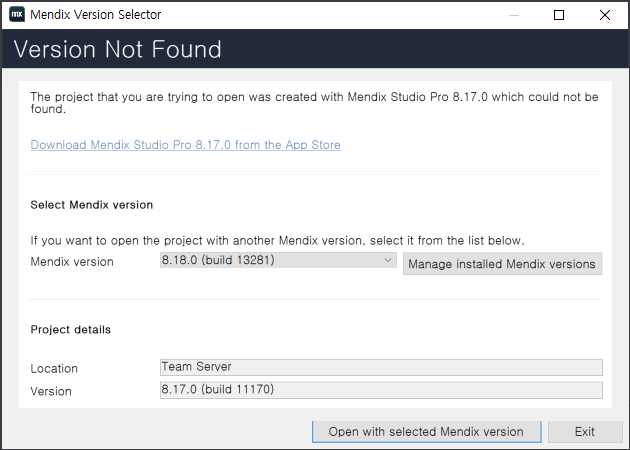 mx Mendix Version Selector
Version Not Found
The project that you are trying to open was created with Mendix Studio Pro 8.17.0 which could not be
found.
Download Mendix Studio Pro 8.17.0 from the App Store
Select Mendix version
If you want to open the project with another Mendix version, select it from the list below.
Mendix version 8.18.0 (build 13281) Manage installed Mendix versions
Project details
Location Team Server
Version 8.17.0 (build 11170)
Open with selected Mendix version Exit